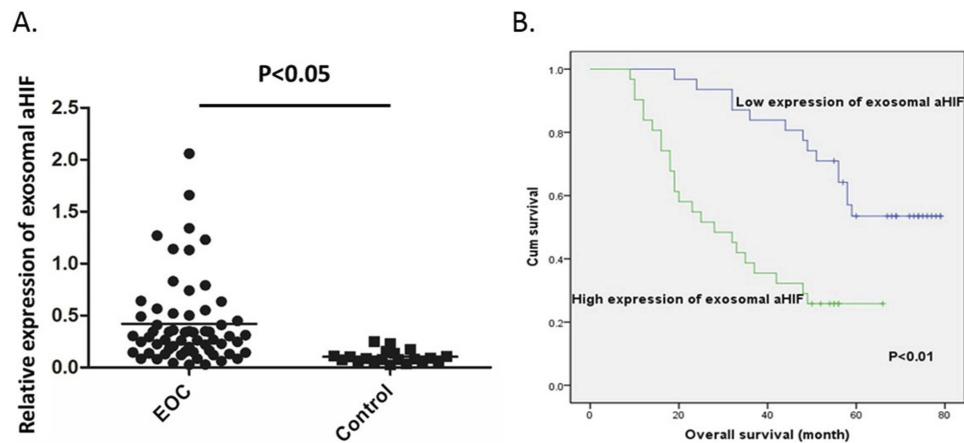 A.
P<0.05
Relative expression of exosomal aHIF
2.5
2.0
1.5
1.0
0.5
0.0
EOC
Control
B.
1.0
0.8
0.6
0.4
0.2
0.0
Cum survival
Low expression of exosomal aHIF
High expression of exosomal aHIF
P<0.01
0
20
40
60
80
Overall survival (month)